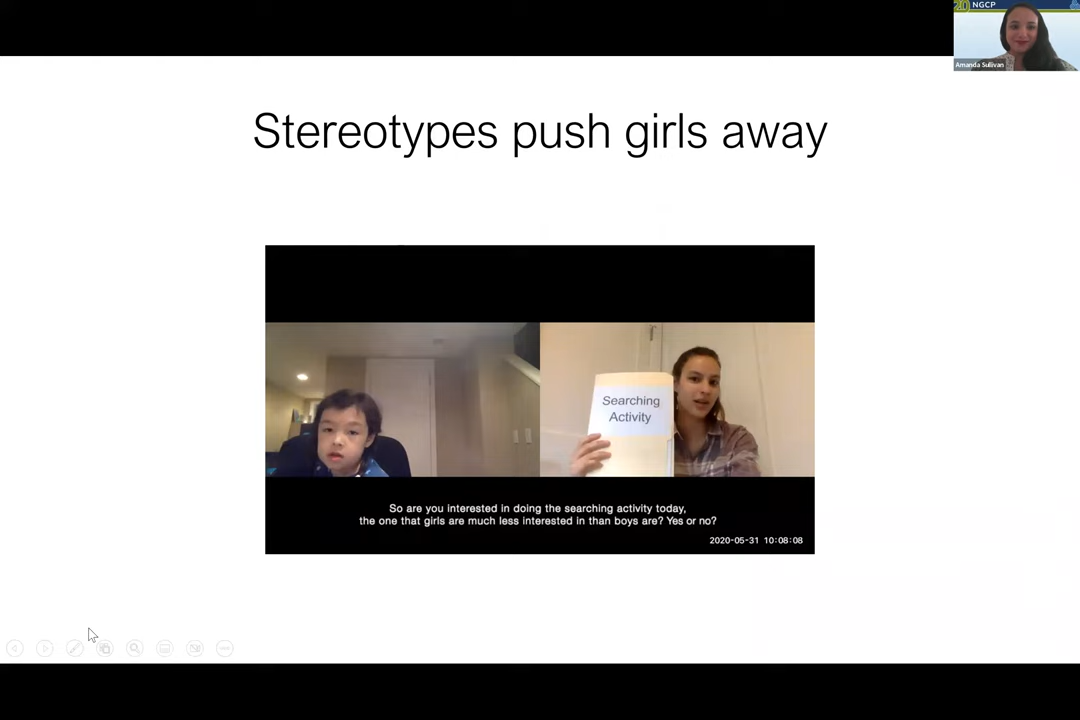 20 NGCP
Amanda Sullivan
Stereotypes push girls away
Searching
Activity
So are you interested in doing the searching activity today,
the one that girls are much less interested in than boys are? Yes or no?
2020-05-31 10:08:08